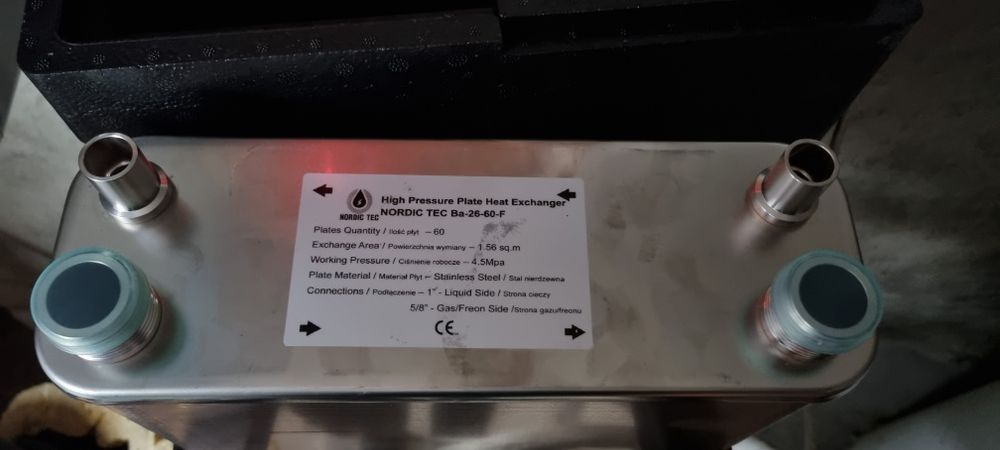 High Pressure Plate Heat Exchanger
NORDIC TEC
NORDIC TEC Ba-26-60-F
Plates Quantity / Ilość płyt – 60
Exchange Area / Powierzchnia wymiany – 1.56 sq.m
Working Pressure / Ciśnienie robocze – 4.5Mpa
Plate Material / Materiał Płyt – Stainless Steel / Stal nierdzewna
Connections / Podłączenie – 1" - Liquid Side / Strona cieczy
5/8" - Gas/Freon Side /Strona gazu/freonu
CE